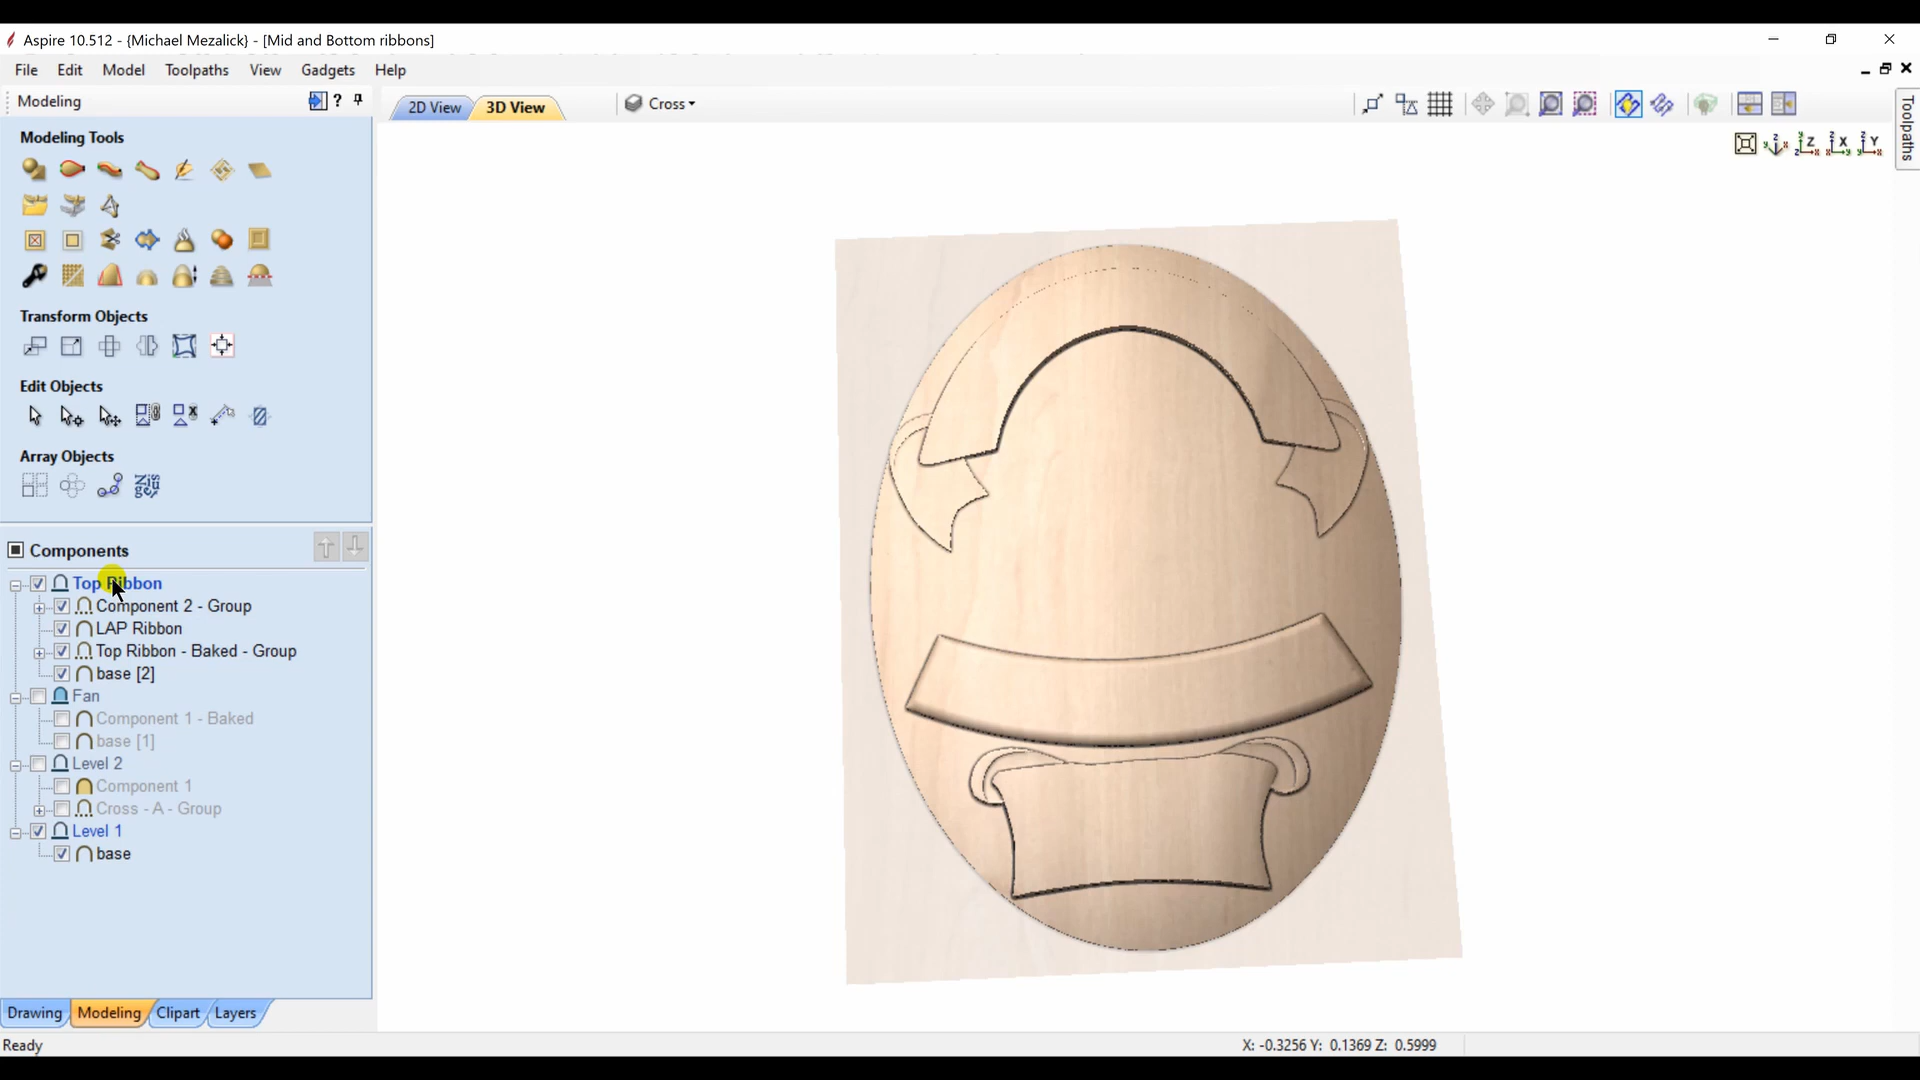 Aspire 10.512 - {Michael Mezalick} - [Mid and Bottom ribbons]
File Edit Model Toolpaths View Gadgets Help
Modeling ?
2D View 3D View Cross
Toolpaths
Modeling Tools
Transform Objects
Edit Objects
Array Objects
Components
Top Ribbon
Component 2 - Group
LAP Ribbon
Top Ribbon - Baked - Group
base [2]
Fan
Component 1 - Baked
base [1]
Level 2
Component 1
Cross - A - Group
Level 1
base
Drawing Modeling Clipart Layers
Ready X: -0.3256 Y: 0.1369 Z: 0.5999